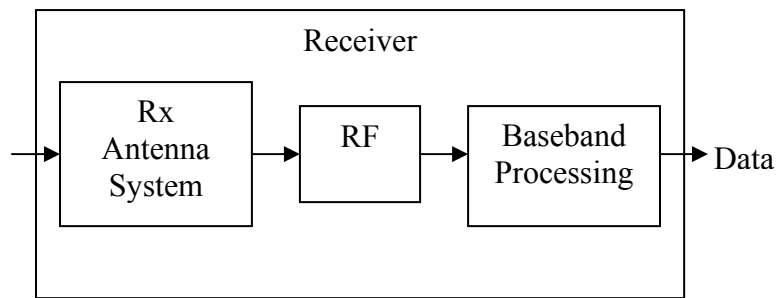 Receiver
Rx
Antenna
System
RF
Baseband
Processing
Data